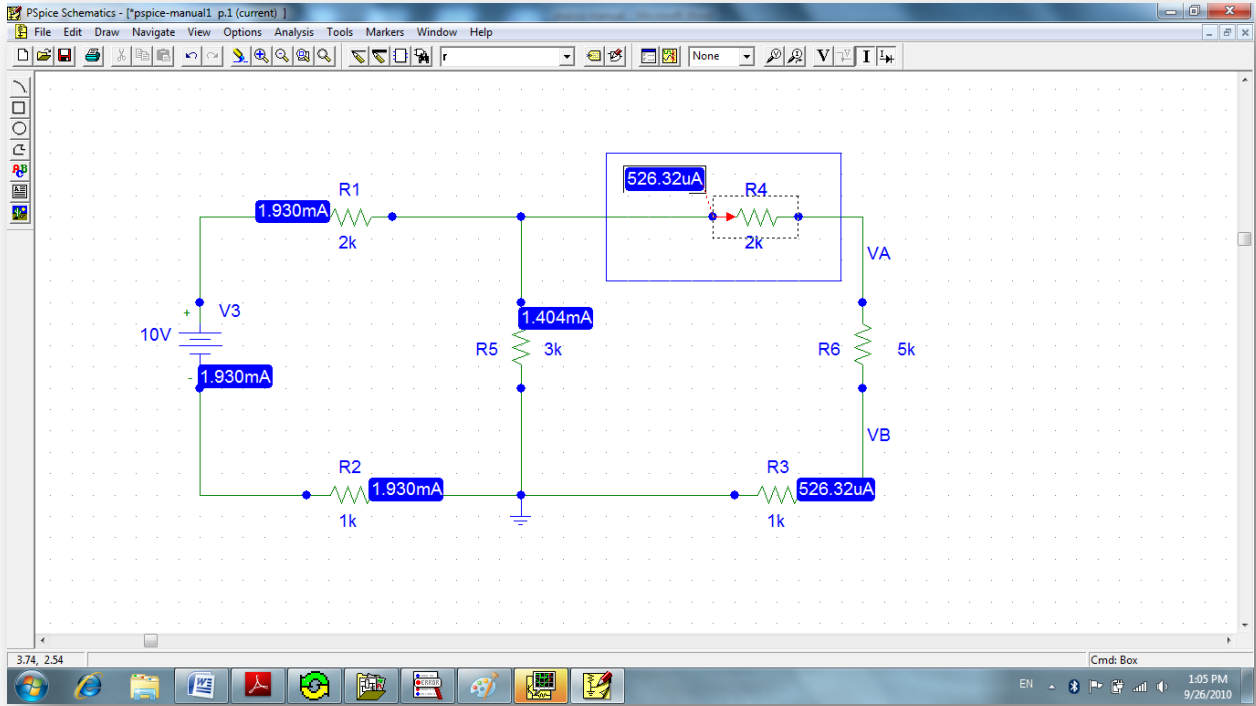 PSpice Schematics - [*pspice-manual1 p.1 (current) ]
File Edit Draw Navigate View Options Analysis Tools Markers Window Help
r None V V I I
ABC
R1
1.930mA
2k
526.32uA
R4
2k
VA
+ V3
10V
- 1.930mA
1.404mA
R5 3k
R6 5k
VB
R2
1.930mA
1k
R3
526.32uA
1k
3.74, 2.54 Cmd: Box
W ERROR
EN 1:05 PM
9/26/2010